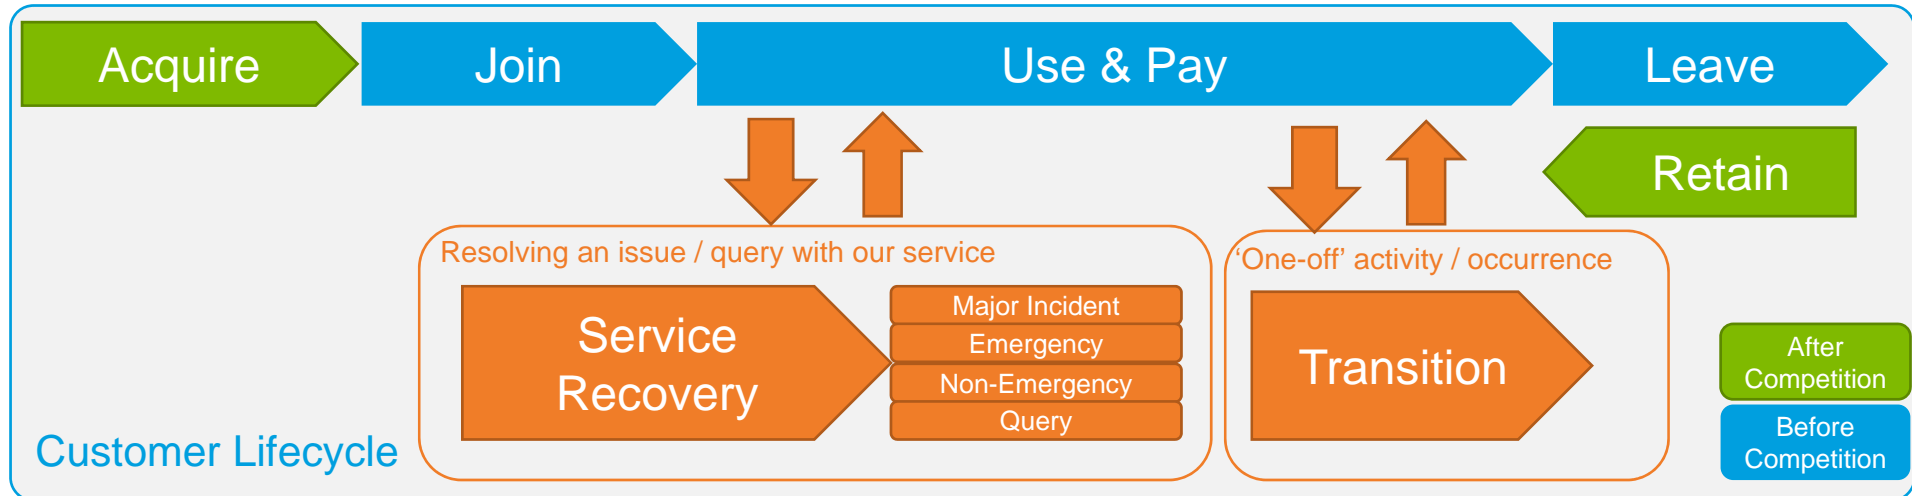 Acquire
Join
Use & Pay
Leave
Retain
Resolving an issue / query with our service
Service
Recovery
Major Incident
Emergency
Non-Emergency
Query
‘One-off’ activity / occurrence
Transition
After
Competition
Before
Competition
Customer Lifecycle